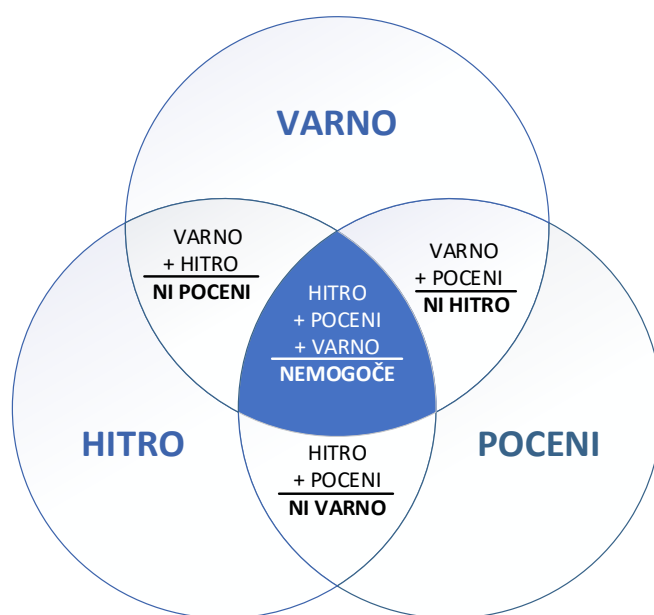 VARNO
VARNO
+ HITRO
NI POCENI
VARNO
+ POCENI
NI HITRO
HITRO
+ POCENI
+ VARNO
NEMOGOČE
HITRO
POCENI
HITRO
+ POCENI
NI VARNO